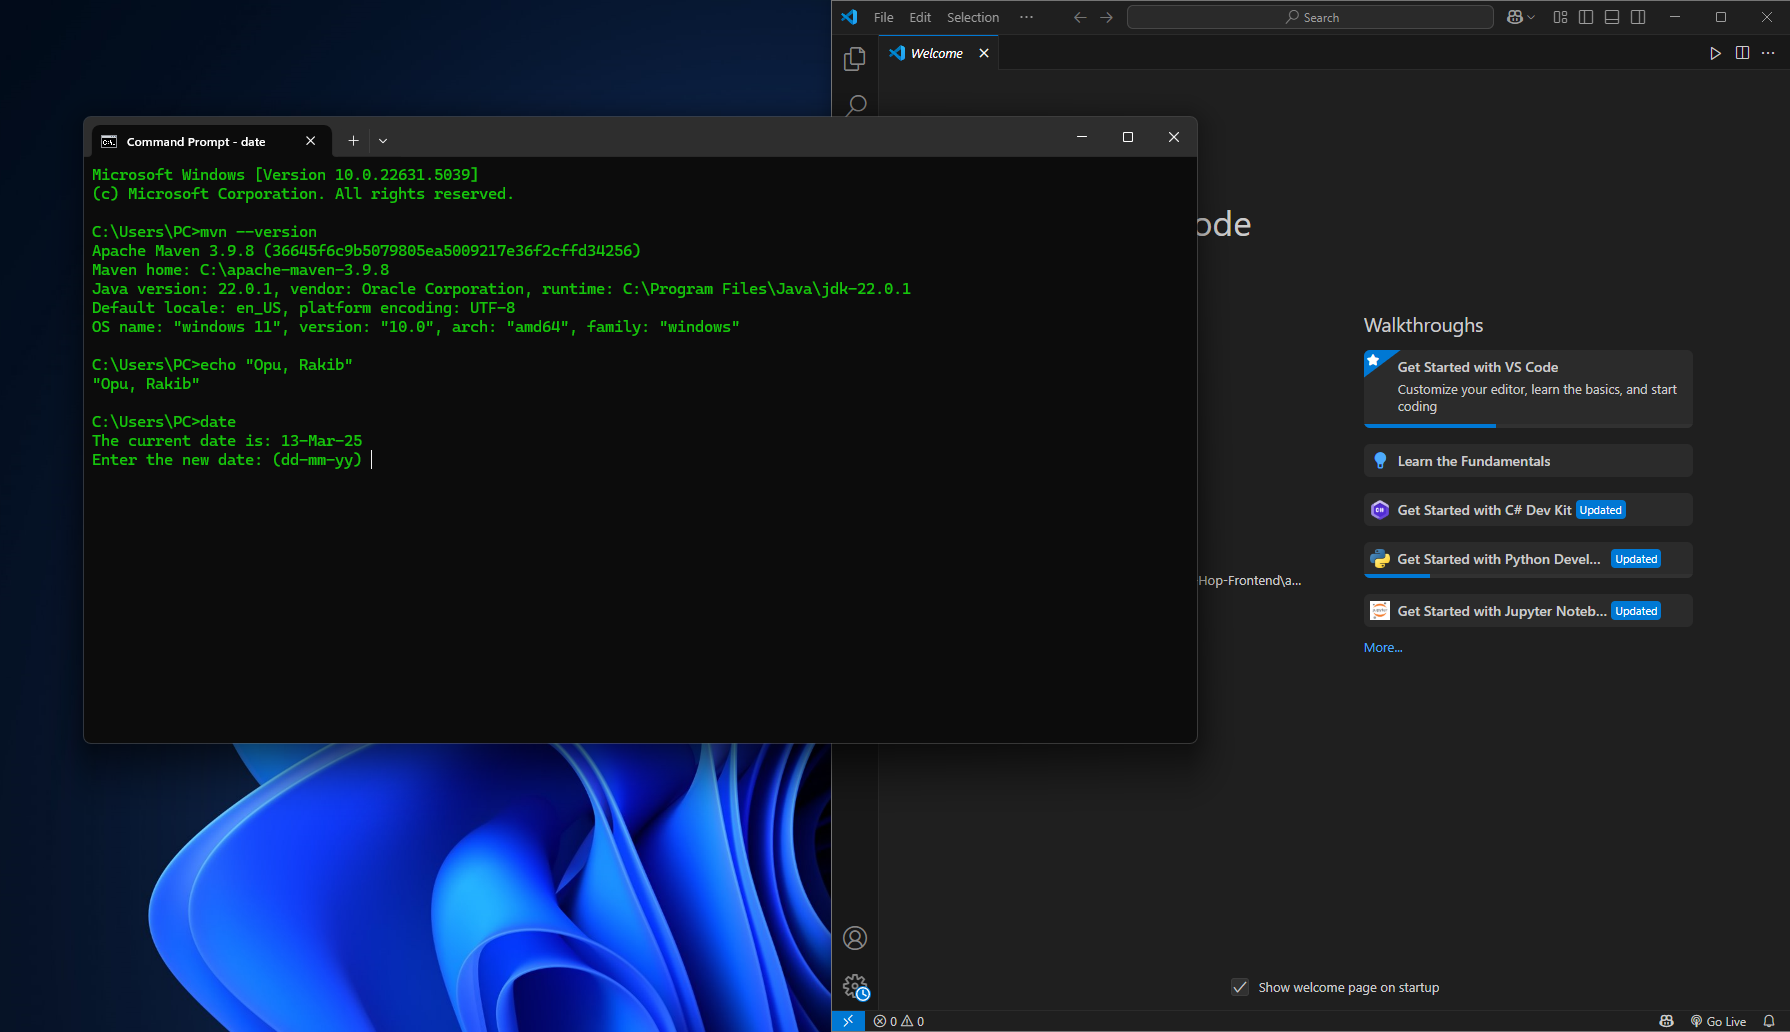 File Edit Selection ··· Search
Welcome
Command Prompt - date
Microsoft Windows [Version 10.0.22631.5039]
(c) Microsoft Corporation. All rights reserved.
C:\Users\PC>mvn --version
Apache Maven 3.9.8 (36645f6c9b5079805ea5009217e36f2cffd34256)
Maven home: C:\apache-maven-3.9.8
Java version: 22.0.1, vendor: Oracle Corporation, runtime: C:\Program Files\Java\jdk-22.0.1
Default locale: en_US, platform encoding: UTF-8
OS name: "windows 11", version: "10.0", arch: "amd64", family: "windows"
C:\Users\PC>echo "Opu, Rakib"
"Opu, Rakib"
C:\Users\PC>date
The current date is: 13-Mar-25
Enter the new date: (dd-mm-yy)
ode
Hop-Frontend\a...
Walkthroughs
Get Started with VS Code
Customize your editor, learn the basics, and start
coding
Learn the Fundamentals
Get Started with C# Dev Kit Updated
Get Started with Python Devel... Updated
Get Started with Jupyter Noteb... Updated
More...
Show welcome page on startup
0 0 Go Live